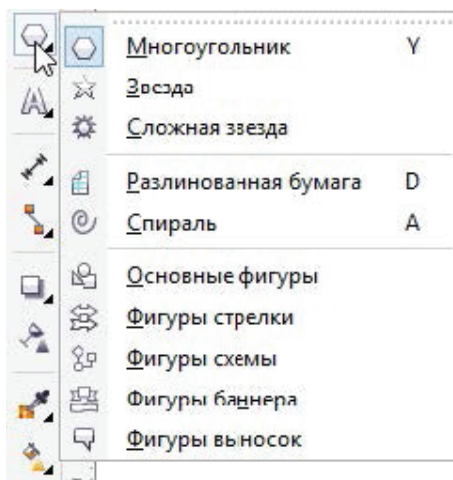 Многоугольник Y
Звезда
Сложная звезда
Разлинованная бумага D
Спираль A
Основные фигуры
Фигуры стрелки
Фигуры схемы
Фигуры баннера
Фигуры выносок